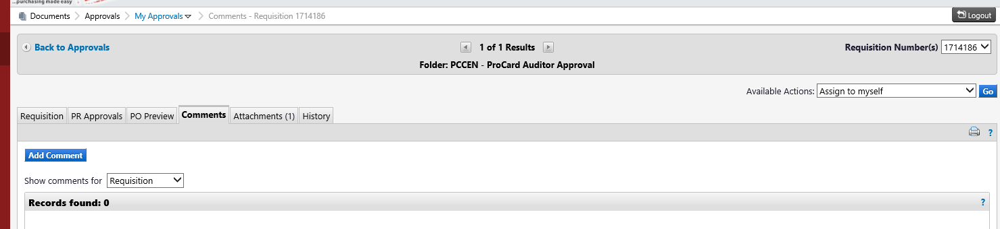 ...purchasing made easy
Documents Approvals My Approvals Comments - Requisition 1714186
Logout
Back to Approvals 1 of 1 Results Requisition Number(s) 1714186
Folder: PCCEN - ProCard Auditor Approval
Available Actions: Assign to myself Go
Requisition PR Approvals PO Preview Comments Attachments (1) History
?
Add Comment
Show comments for Requisition
Records found: 0 ?